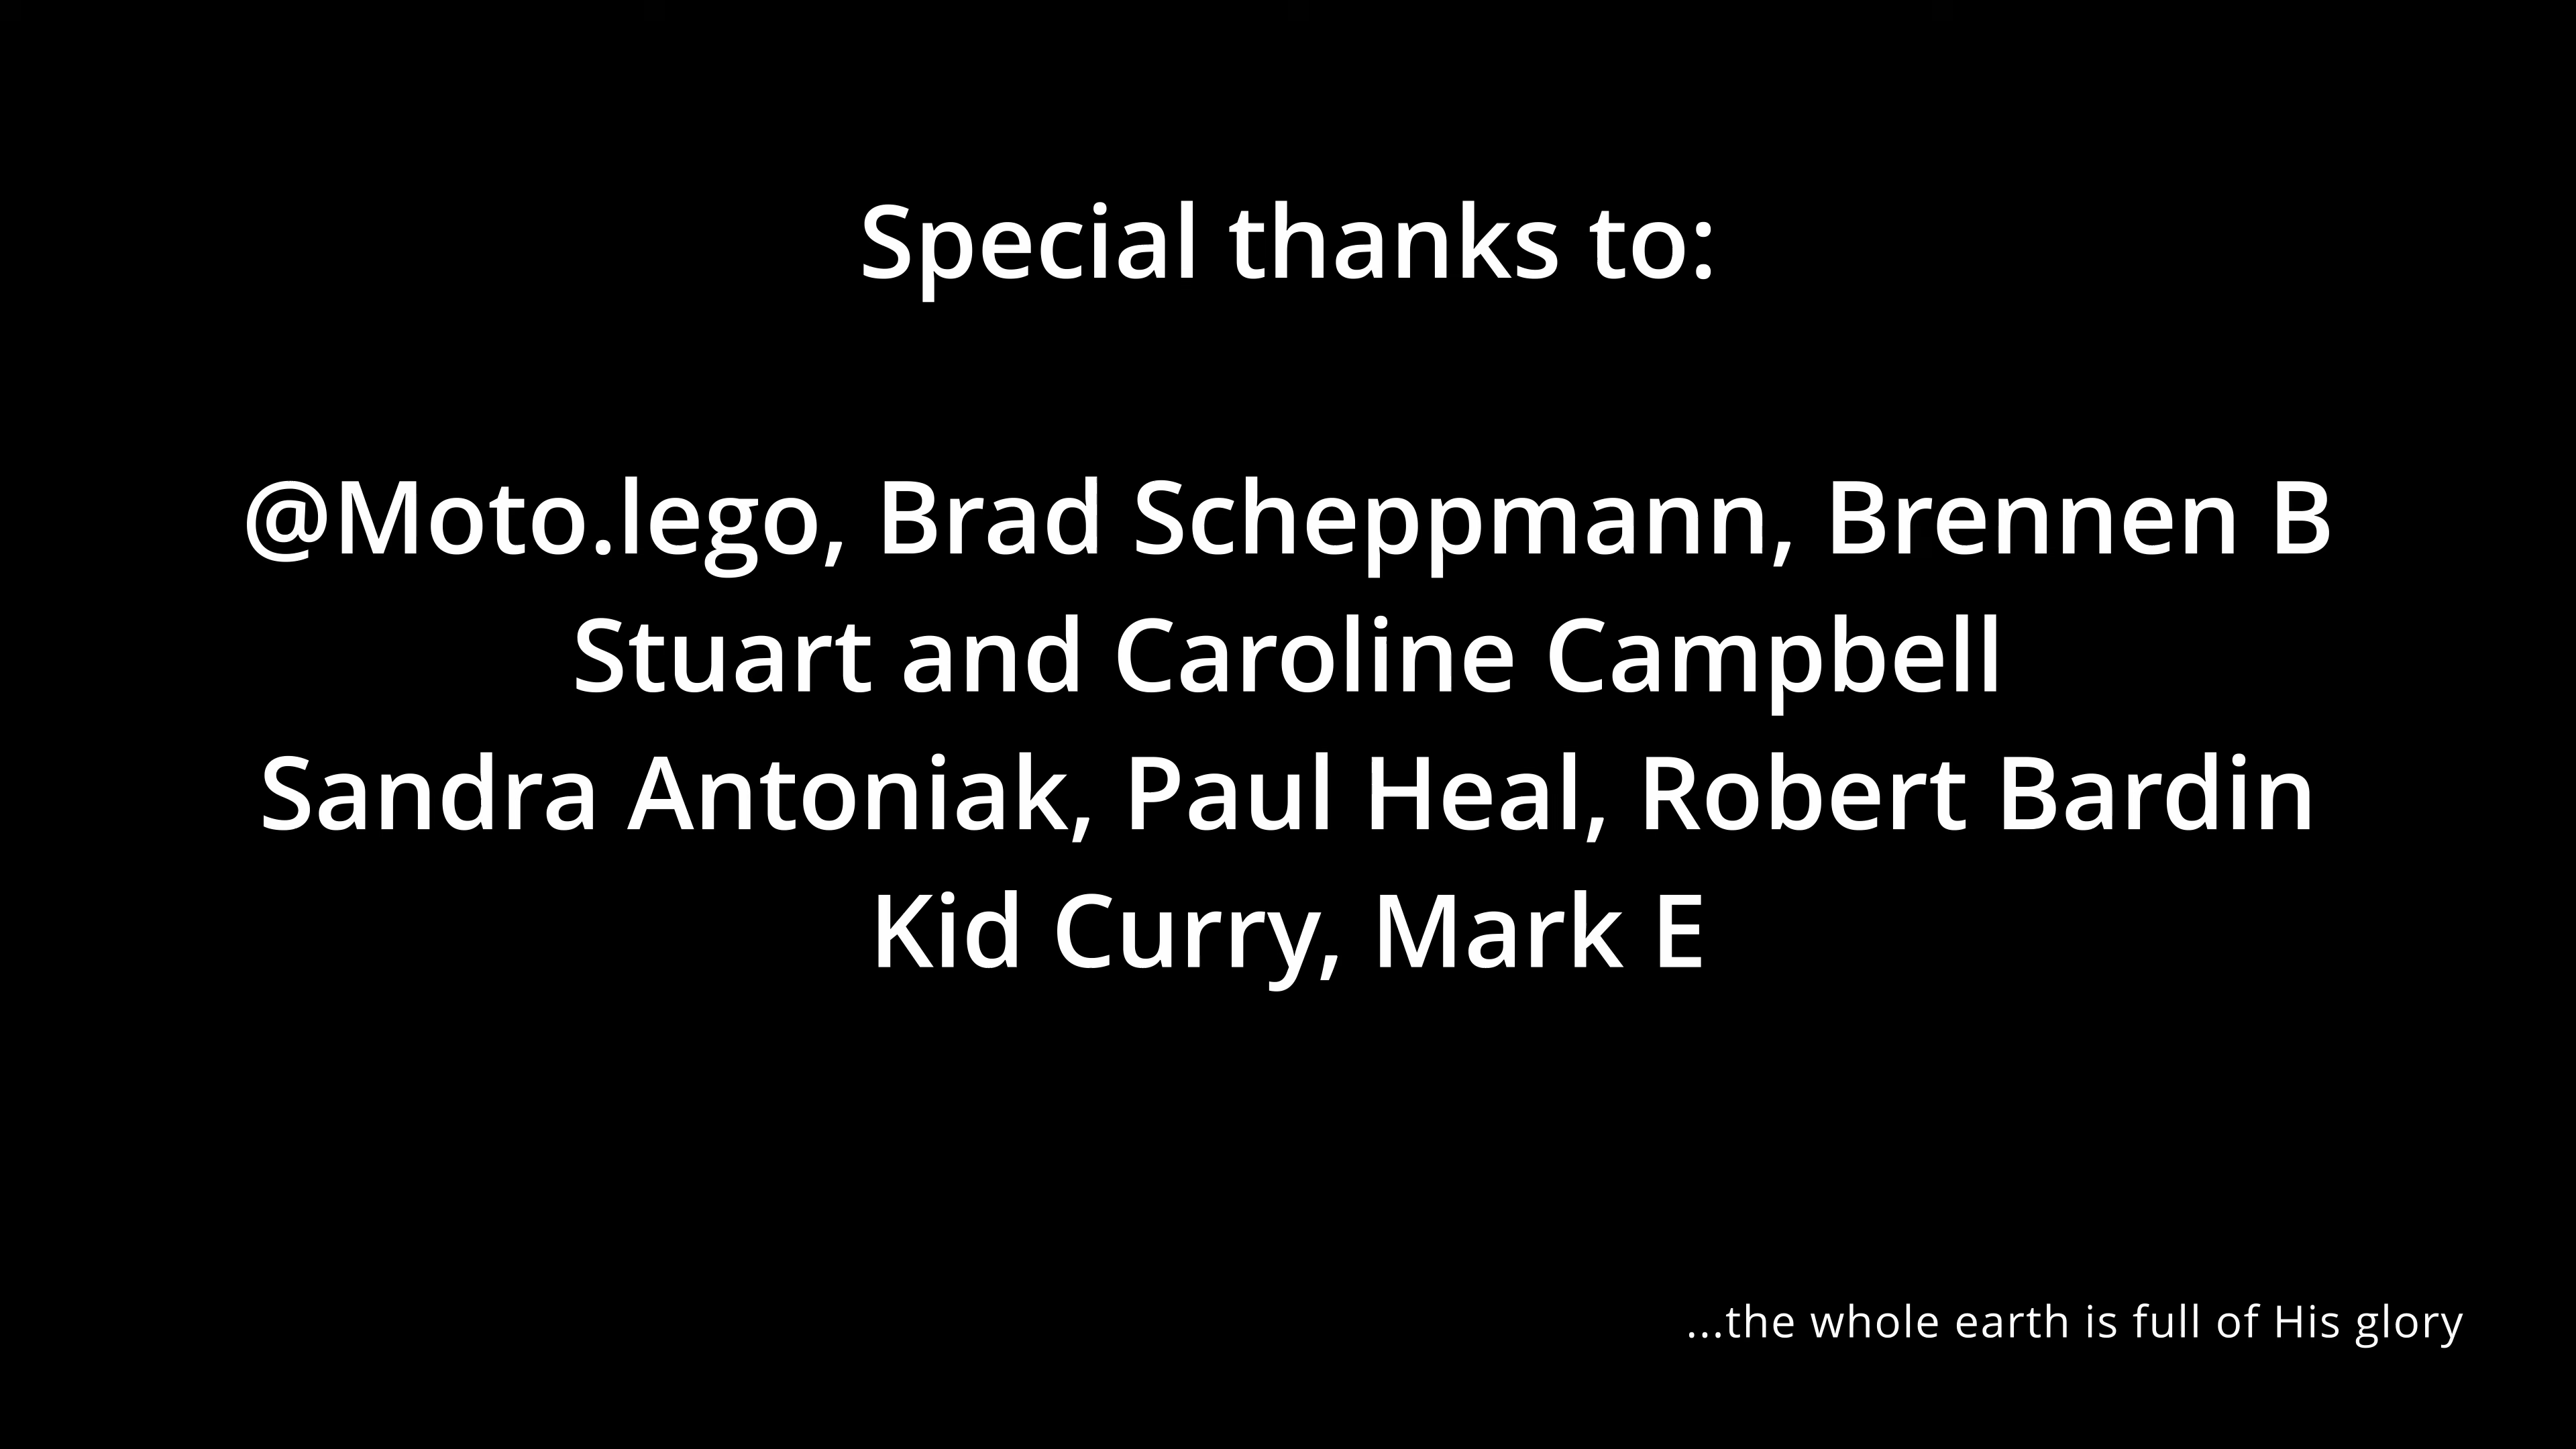 Special thanks to:
@Moto.lego, Brad Scheppmann, Brennen B
Stuart and Caroline Campbell
Sandra Antoniak, Paul Heal, Robert Bardin
Kid Curry, Mark E
...the whole earth is full of His glory